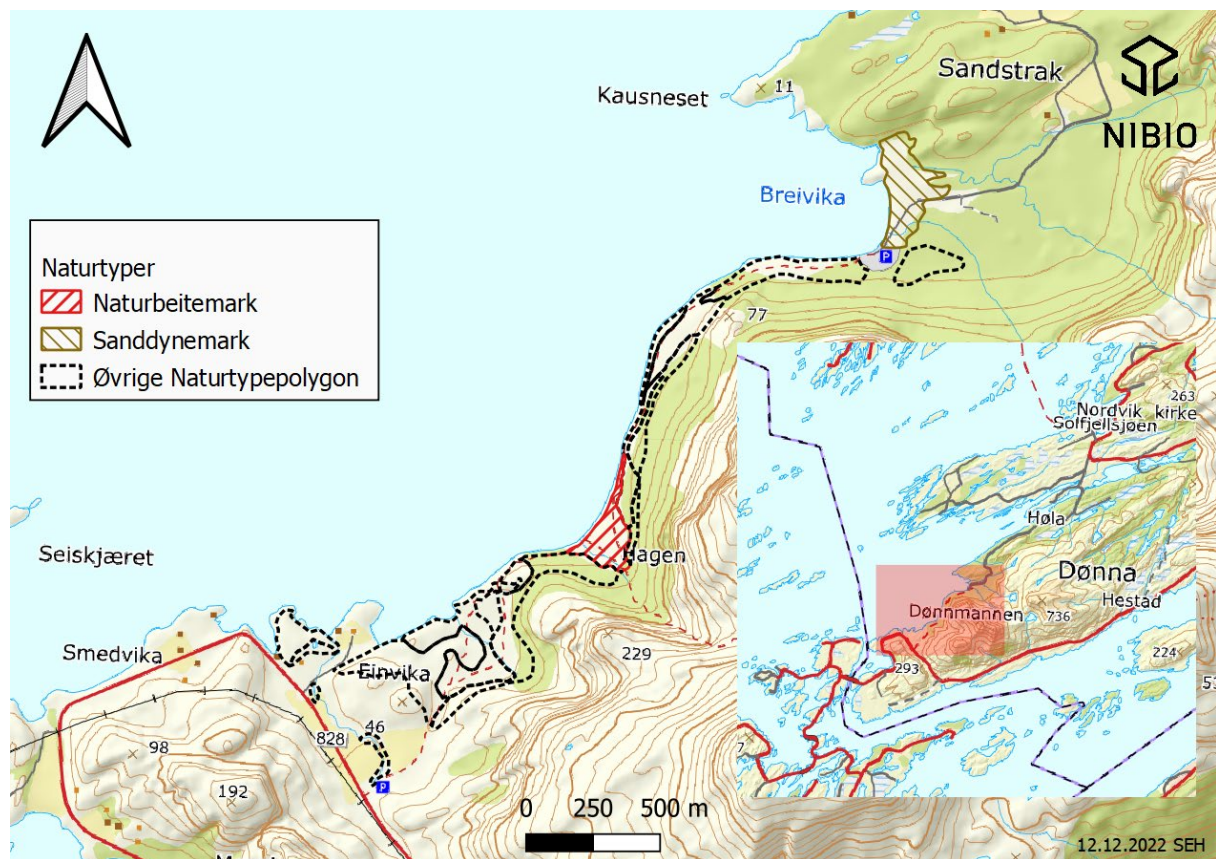 Sandstrak
Kausneset
11
NIBIO
Breivika
P
Naturtyper
Naturbeitemark
Sanddynemark
Øvrige Naturtypepolygon
77
263
Nordvik kirke
Solfjellsjøen
Høla
Hagen
Dønna
Hestad
Dønnmannen
736
Seiskjæret
Smedvika
229
224
293
Einvika
46
828
98
192
P
7
0 250 500 m
12.12.2022 SEH